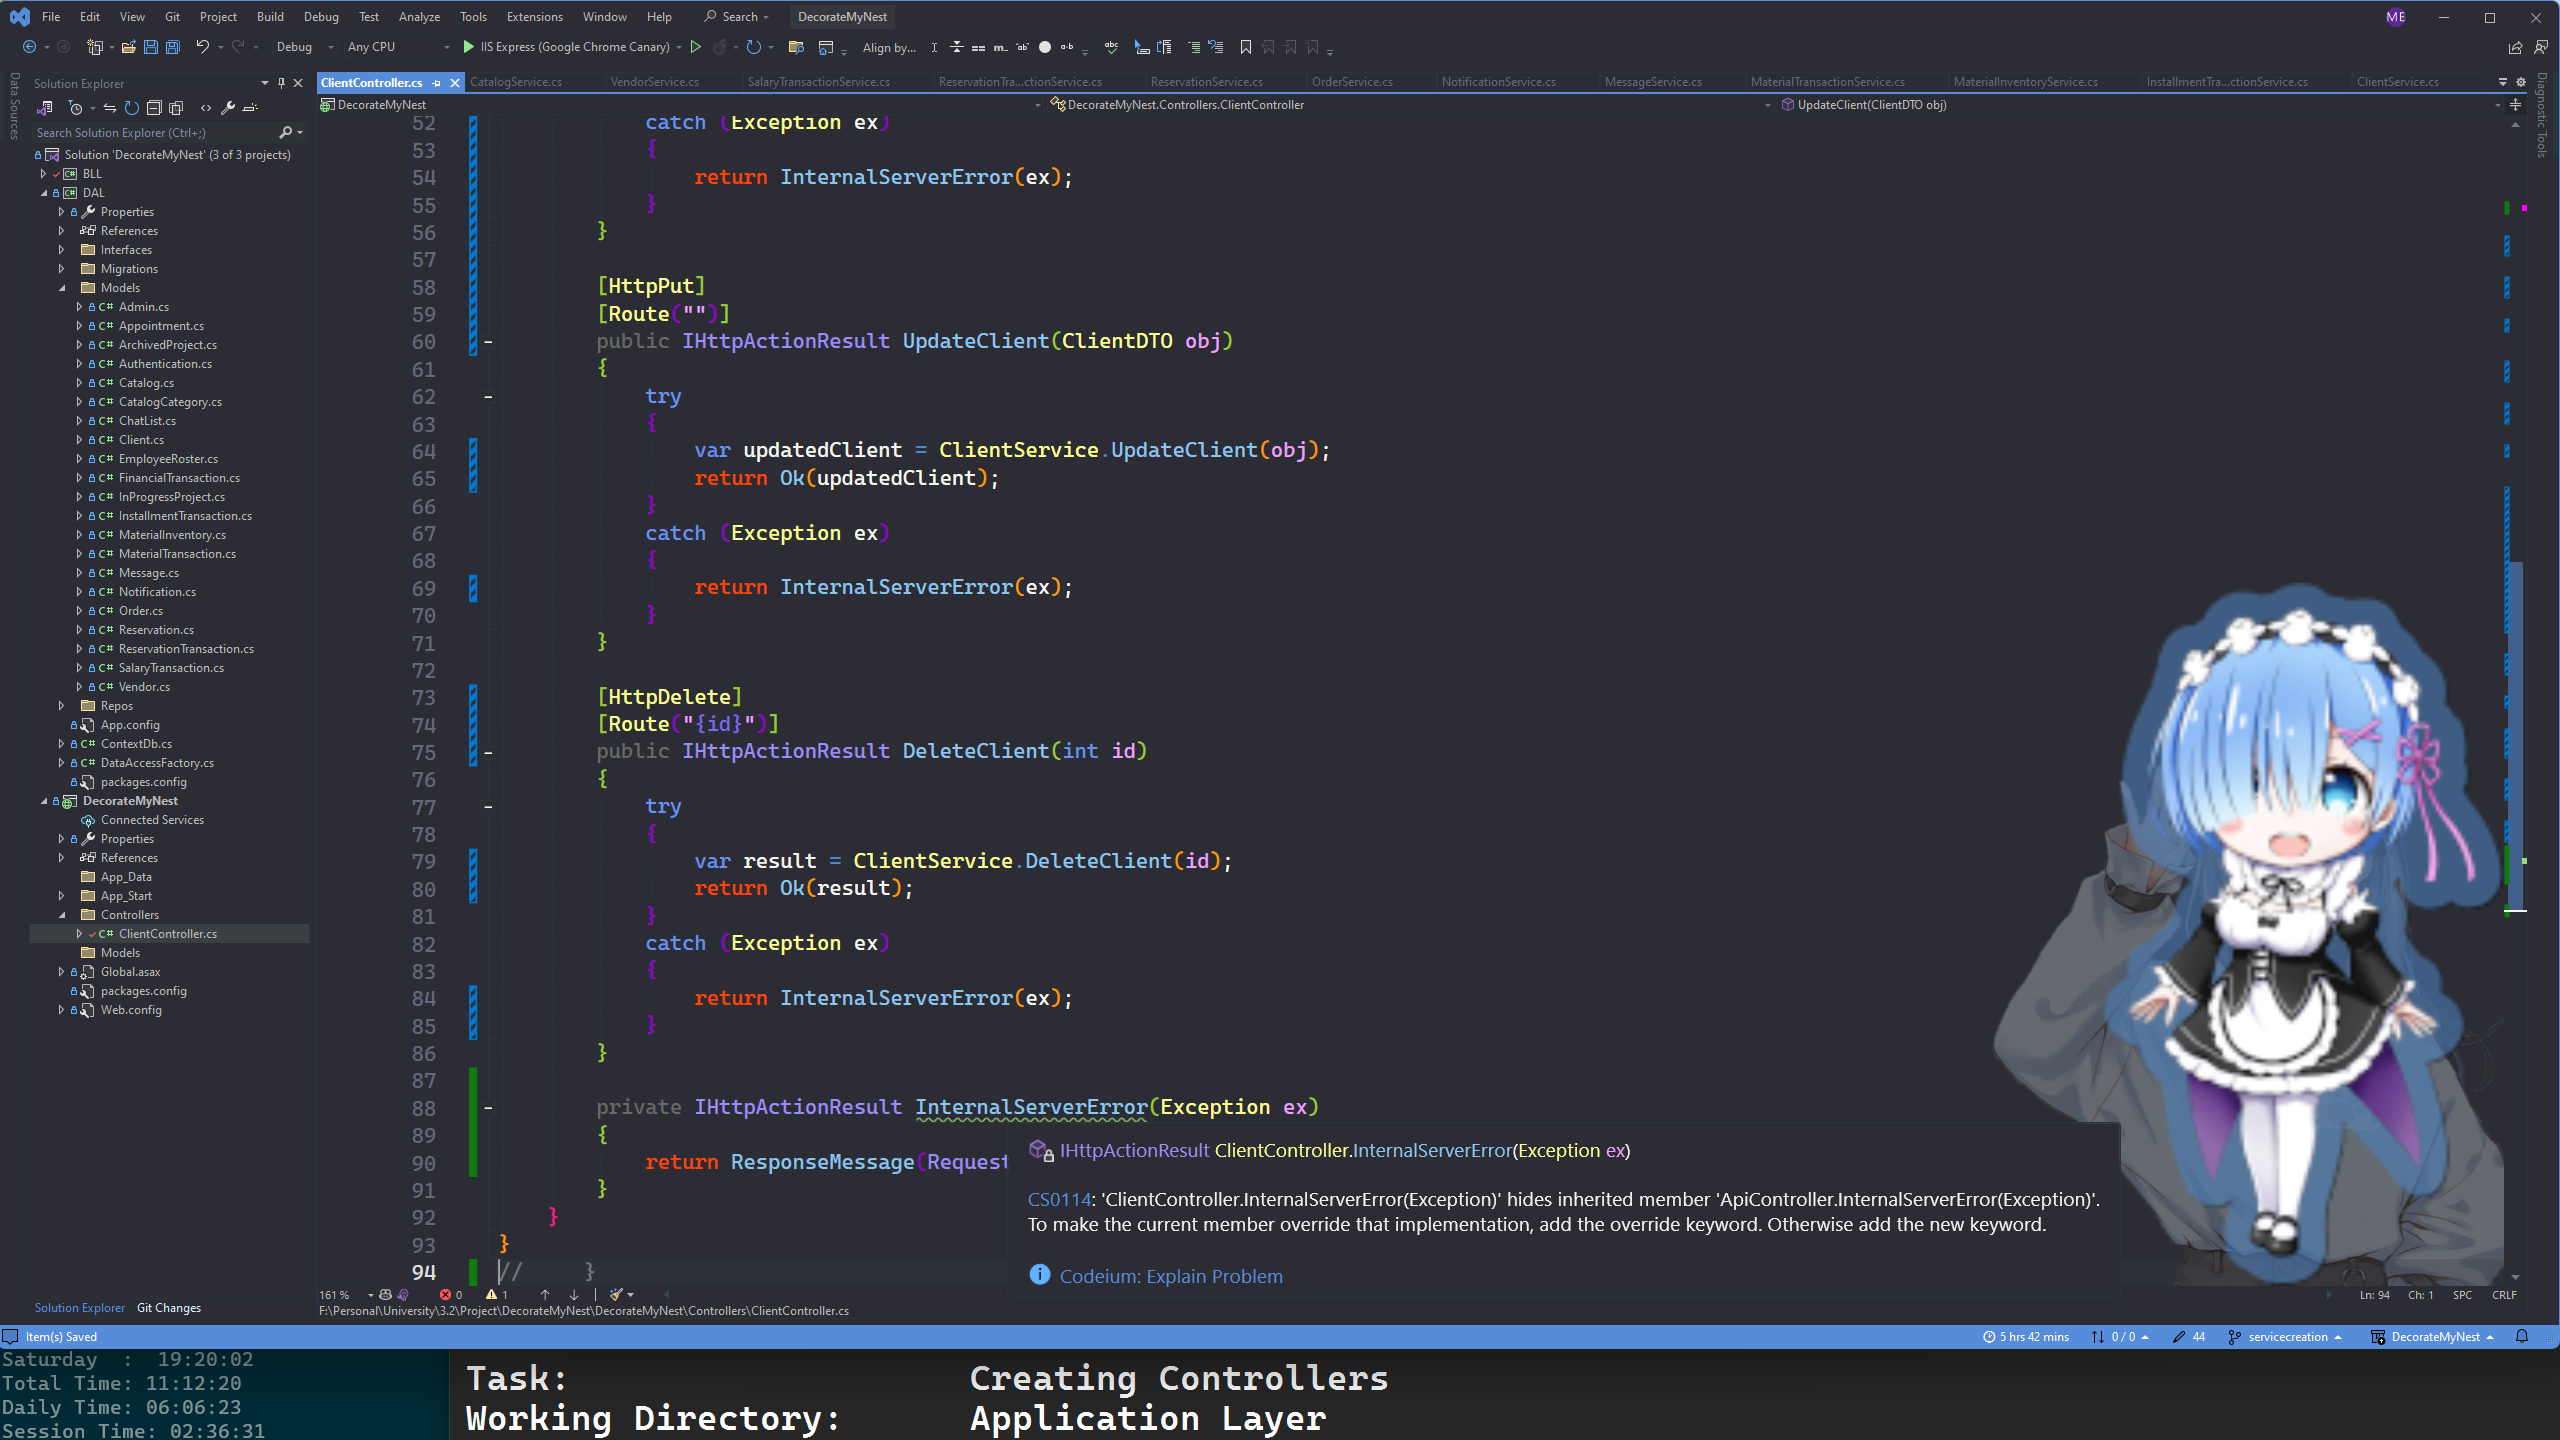 File Edit View Git Project Build Debug Test Analyze Tools Extensions Window Help Search DecorateMyNest ME
Debug Any CPU IIS Express (Google Chrome Canary) Align by...
Data Sources
Solution Explorer
Search Solution Explorer (Ctrl+;)
Solution 'DecorateMyNest' (3 of 3 projects)
BLL
DAL
Properties
References
Interfaces
Migrations
Models
Admin.cs
Appointment.cs
ArchivedProject.cs
Authentication.cs
Catalog.cs
CatalogCategory.cs
ChatList.cs
Client.cs
EmployeeRoster.cs
FinancialTransaction.cs
InProgressProject.cs
InstallmentTransaction.cs
MaterialInventory.cs
MaterialTransaction.cs
Message.cs
Notification.cs
Order.cs
Reservation.cs
ReservationTransaction.cs
SalaryTransaction.cs
Vendor.cs
Repos
App.config
ContextDb.cs
DataAccessFactory.cs
packages.config
DecorateMyNest
Connected Services
Properties
References
App_Data
App_Start
Controllers
ClientController.cs
Models
Global.asax
packages.config
Web.config
Solution Explorer Git Changes
ClientController.cs CatalogService.cs VendorService.cs SalaryTransactionService.cs ReservationTra...ctionService.cs ReservationService.cs OrderService.cs NotificationService.cs MessageService.cs MaterialTransactionService.cs MaterialInventoryService.cs InstallmentTra...ctionService.cs ClientService.cs
DecorateMyNest DecorateMyNest.Controllers.ClientController UpdateClient(ClientDTO obj)
Diagnostic Tools
52 catch (Exception ex)
53 {
54 return InternalServerError(ex);
55 }
56 }
57
58 [HttpPut]
59 [Route("")]
60 public IHttpActionResult UpdateClient(ClientDTO obj)
61 {
62 try
63 {
64 var updatedClient = ClientService.UpdateClient(obj);
65 return Ok(updatedClient);
66 }
67 catch (Exception ex)
68 {
69 return InternalServerError(ex);
70 }
71 }
72
73 [HttpDelete]
74 [Route("{id}")]
75 public IHttpActionResult DeleteClient(int id)
76 {
77 try
78 {
79 var result = ClientService.DeleteClient(id);
80 return Ok(result);
81 }
82 catch (Exception ex)
83 {
84 return InternalServerError(ex);
85 }
86 }
87
88 private IHttpActionResult InternalServerError(Exception ex)
89 {
90 return ResponseMessage(Request
91 }
92 }
93 }
94 // }
IHttpActionResult ClientController.InternalServerError(Exception ex)
CS0114: 'ClientController.InternalServerError(Exception)' hides inherited member 'ApiController.InternalServerError(Exception)'.
To make the current member override that implementation, add the override keyword. Otherwise add the new keyword.
Codeium: Explain Problem
161 % 0 1 Ln: 94 Ch: 1 SPC CRLF
F:\Personal\University\3.2\Project\DecorateMyNest\DecorateMyNest\Controllers\ClientController.cs
Item(s) Saved 5 hrs 42 mins 0 / 0 44 servicecreation DecorateMyNest
Saturday : 19:20:02
Total Time: 11:12:20
Daily Time: 06:06:23
Session Time: 02:36:31
Task: Creating Controllers
Working Directory: Application Layer